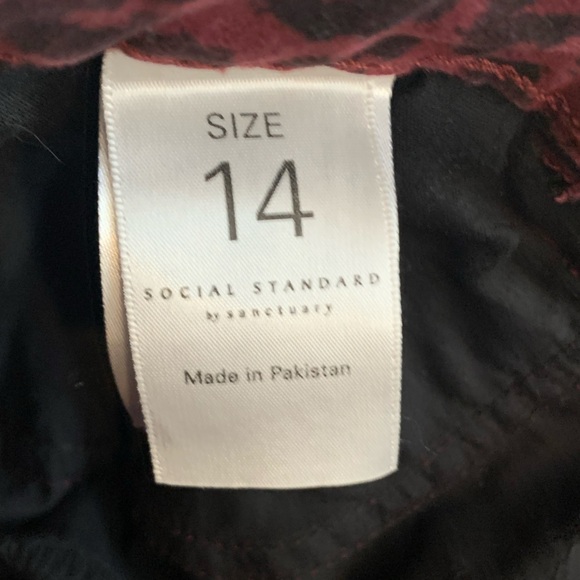 SIZE
14
SOCIAL STANDARD
by sanctuary
Made in Pakistan